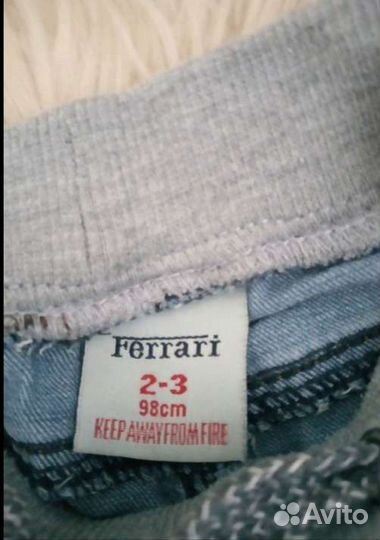 Ferrari
2-3
98cm
KEEP AWAY FROM FIRE
Avito